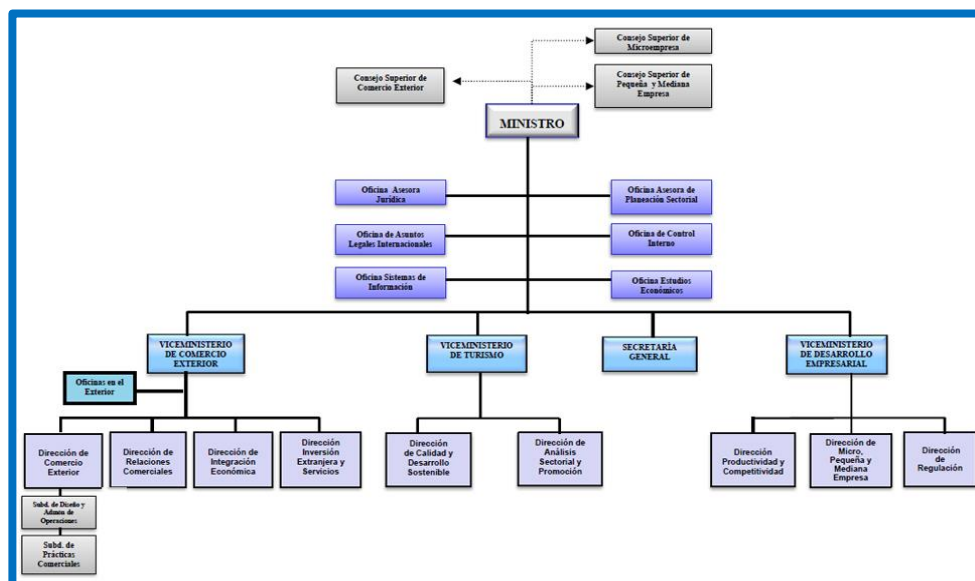 Consejo Superior de
Microempresa
Consejo Superior de
Comercio Exterior
Consejo Superior de
Pequeña y Mediana
Empresa
MINISTRO
Oficina Asesora
Jurídica
Oficina Asesora de
Planeación Sectorial
Oficina de Asuntos
Legales Internacionales
Oficina de Control
Interno
Oficina Sistemas de
Información
Oficina Estudios
Económicos
VICEMINISTERIO
DE COMERCIO
EXTERIOR
VICEMINISTERIO
DE TURISMO
SECRETARÌA
GENERAL
VICEMINISTERIO
DE DESARROLLO
EMPRESARIAL
Oficinas en el
Exterior
Dirección de
Comercio
Exterior
Dirección de
Relaciones
Comerciales
Dirección de
Integración
Económica
Dirección
Inversión
Extranjera y
Servicios
Dirección
de Calidad y
Desarrollo
Sostenible
Dirección de
Análisis
Sectorial y
Promoción
Dirección
Productividad y
Competitividad
Dirección de
Micro,
Pequeña y
Mediana
Empresa
Dirección
de
Regulación
Subd. de Diseño y
Admón de
Operaciones
Subd. de
Prácticas
Comerciales